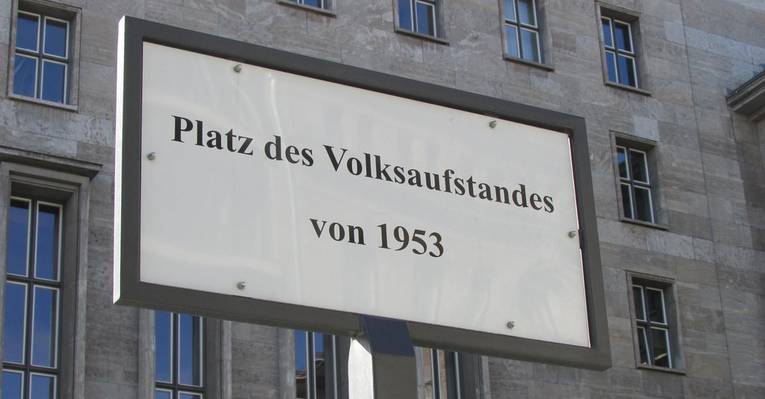 Platz des Volksaufstandes
von 1953